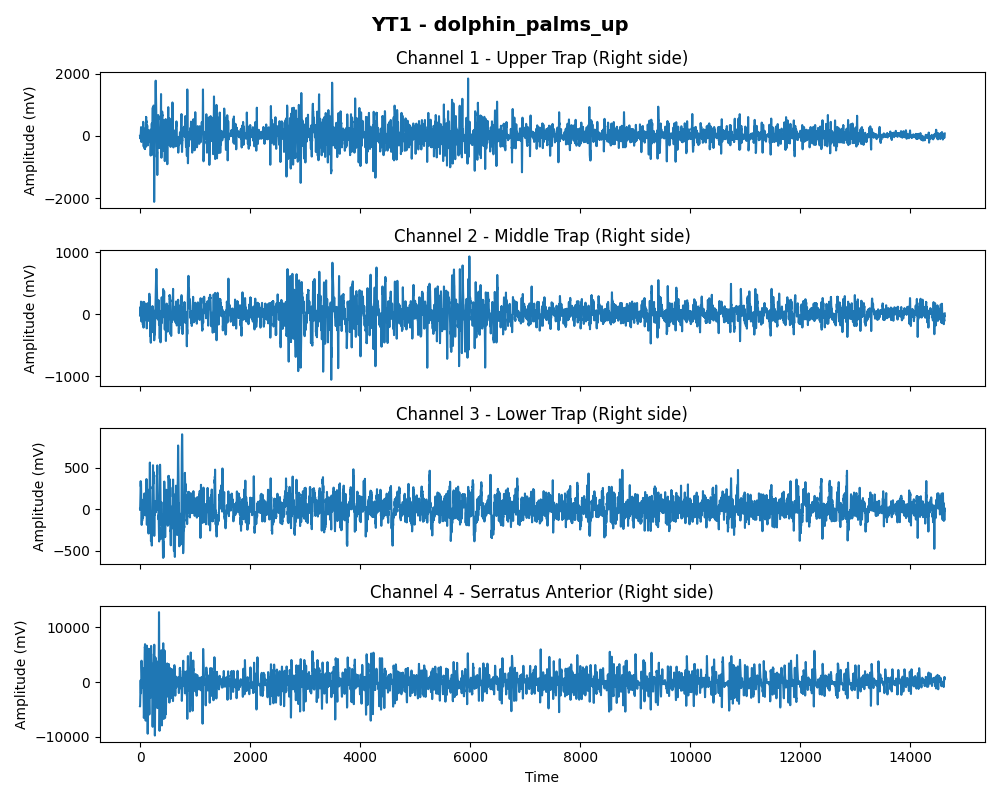 YT1 - dolphin_palms_up
Channel 1 - Upper Trap (Right side)
2000
0
−2000
Amplitude (mV)
Channel 2 - Middle Trap (Right side)
1000
0
−1000
Amplitude (mV)
Channel 3 - Lower Trap (Right side)
500
0
−500
Amplitude (mV)
Channel 4 - Serratus Anterior (Right side)
10000
0
−10000
Amplitude (mV)
0 2000 4000 6000 8000 10000 12000 14000
Time